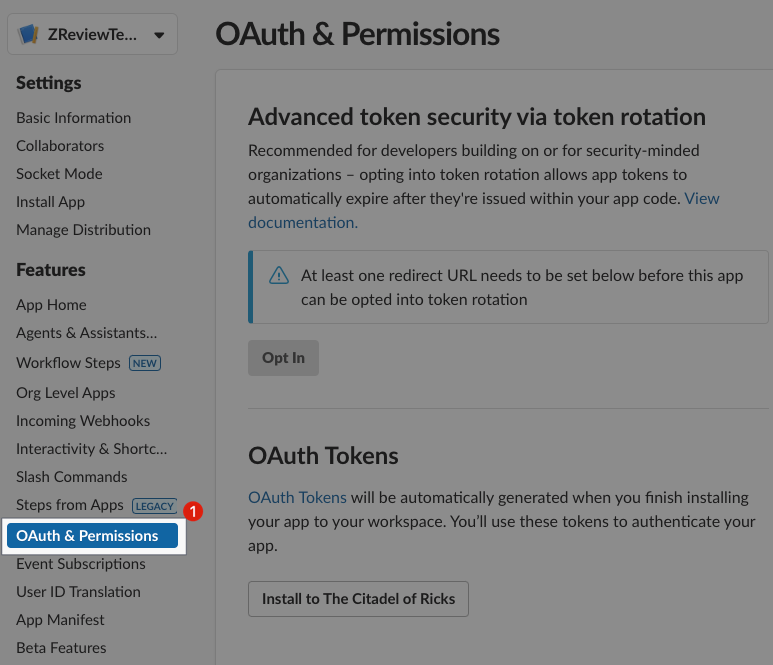 ZReviewTe...
Settings
Basic Information
Collaborators
Socket Mode
Install App
Manage Distribution
Features
App Home
Agents & Assistants...
Workflow Steps NEW
Org Level Apps
Incoming Webhooks
Interactivity & Shortc...
Slash Commands
Steps from Apps LEGACY
1
OAuth & Permissions
Event Subscriptions
User ID Translation
App Manifest
Beta Features
OAuth & Permissions
Advanced token security via token rotation
Recommended for developers building on or for security-minded
organizations – opting into token rotation allows app tokens to
automatically expire after they're issued within your app code. View
documentation.
At least one redirect URL needs to be set below before this app
can be opted into token rotation
Opt In
OAuth Tokens
OAuth Tokens will be automatically generated when you finish installing
your app to your workspace. You’ll use these tokens to authenticate your
app.
Install to The Citadel of Ricks